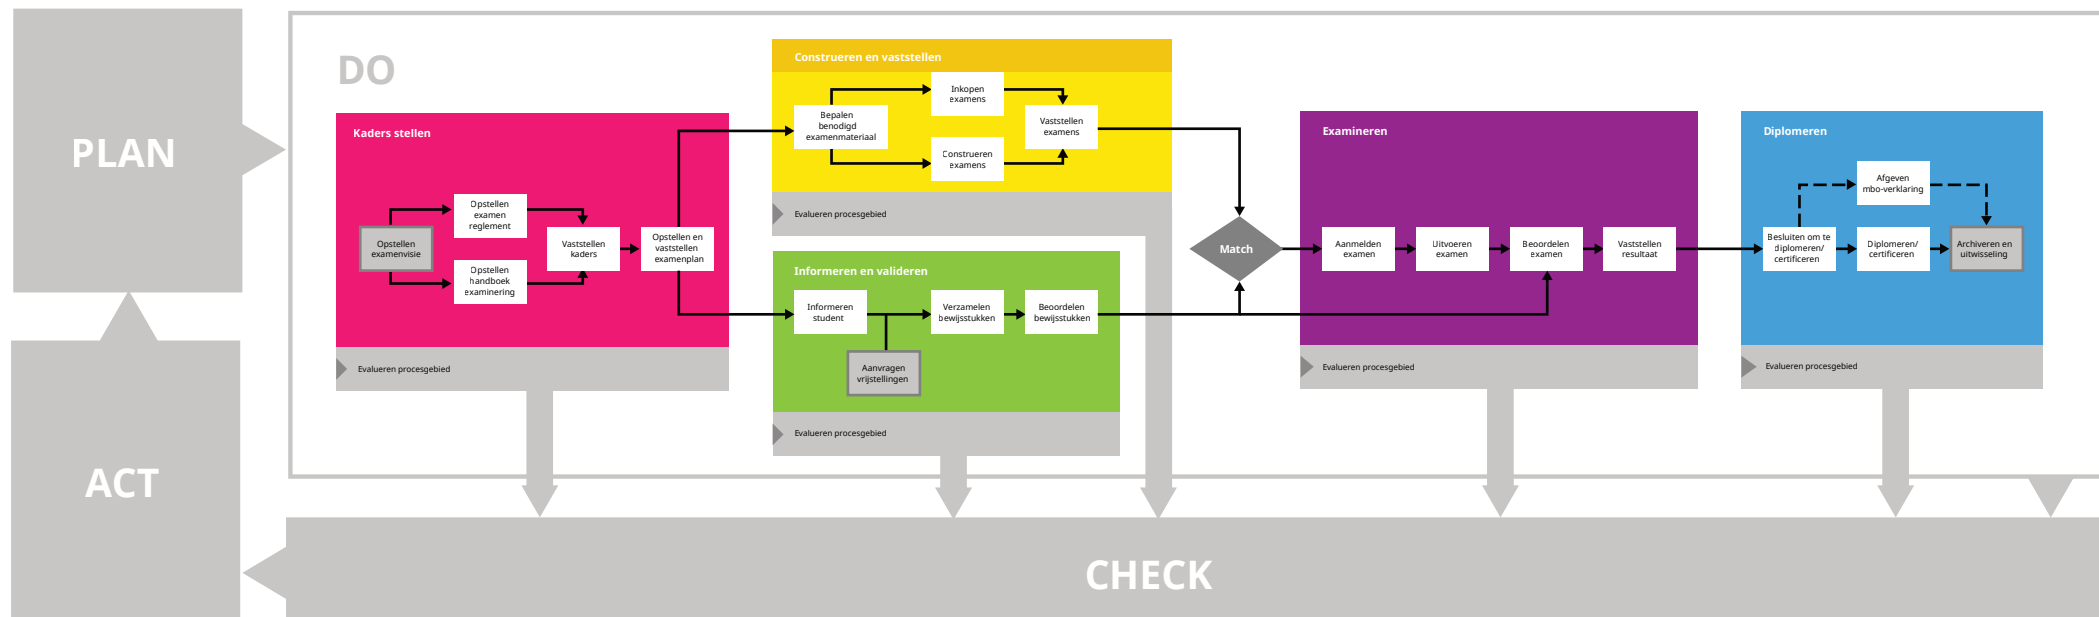 PLAN
ACT
DO
Kaders stellen
Opstellen
examenvisie
Opstellen
examen
reglement
Opstellen
handboek
examinering
Vaststellen
kaders
Opstellen en
vaststellen
examenplan
Evalueren procesgebied
Construeren en vaststellen
Bepalen
benodigd
examenmateriaal
Inkopen
examens
Construeren
examens
Vaststellen
examens
Evalueren procesgebied
Informeren en valideren
Informeren
student
Aanvragen
vrijstellingen
Verzamelen
bewijsstukken
Beoordelen
bewijsstukken
Evalueren procesgebied
Match
Examineren
Aanmelden
examen
Uitvoeren
examen
Beoordelen
examen
Vaststellen
resultaat
Evalueren procesgebied
Diplomeren
Afgeven
mbo-verklaring
Besluiten om te
diplomeren/
certificeren
Diplomeren/
certificeren
Archiveren en
uitwisseling
Evalueren procesgebied
CHECK